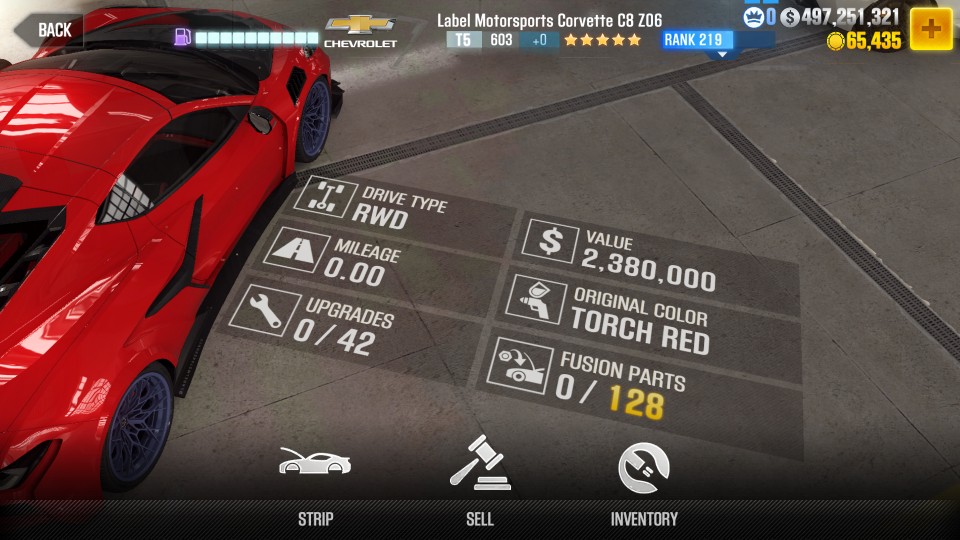 BACK
CHEVROLET
Label Motorsports Corvette C8 Z06
T5 603 +0
RANK 219
0 $ 497,251,321
65,435
DRIVE TYPE
RWD
MILEAGE
0.00
UPGRADES
0 / 42
$
VALUE
2,380,000
ORIGINAL COLOR
TORCH RED
FUSION PARTS
0 / 128
STRIP
SELL
INVENTORY